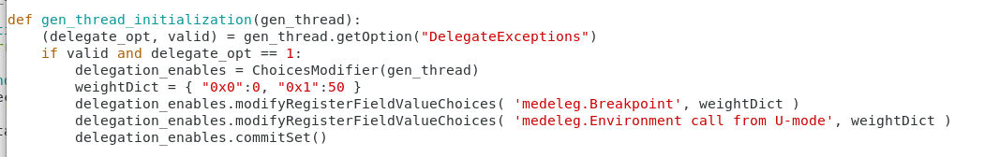 def gen_thread_initialization(gen_thread):
    (delegate_opt, valid) = gen_thread.getOption("DelegateExceptions")
    if valid and delegate_opt == 1:
        delegation_enables = ChoicesModifier(gen_thread)
        weightDict = { "0x0":0, "0x1":50 }
        delegation_enables.modifyRegisterFieldValueChoices( 'medeleg.Breakpoint', weightDict )
        delegation_enables.modifyRegisterFieldValueChoices( 'medeleg.Environment call from U-mode', weightDict )
        delegation_enables.commitSet()